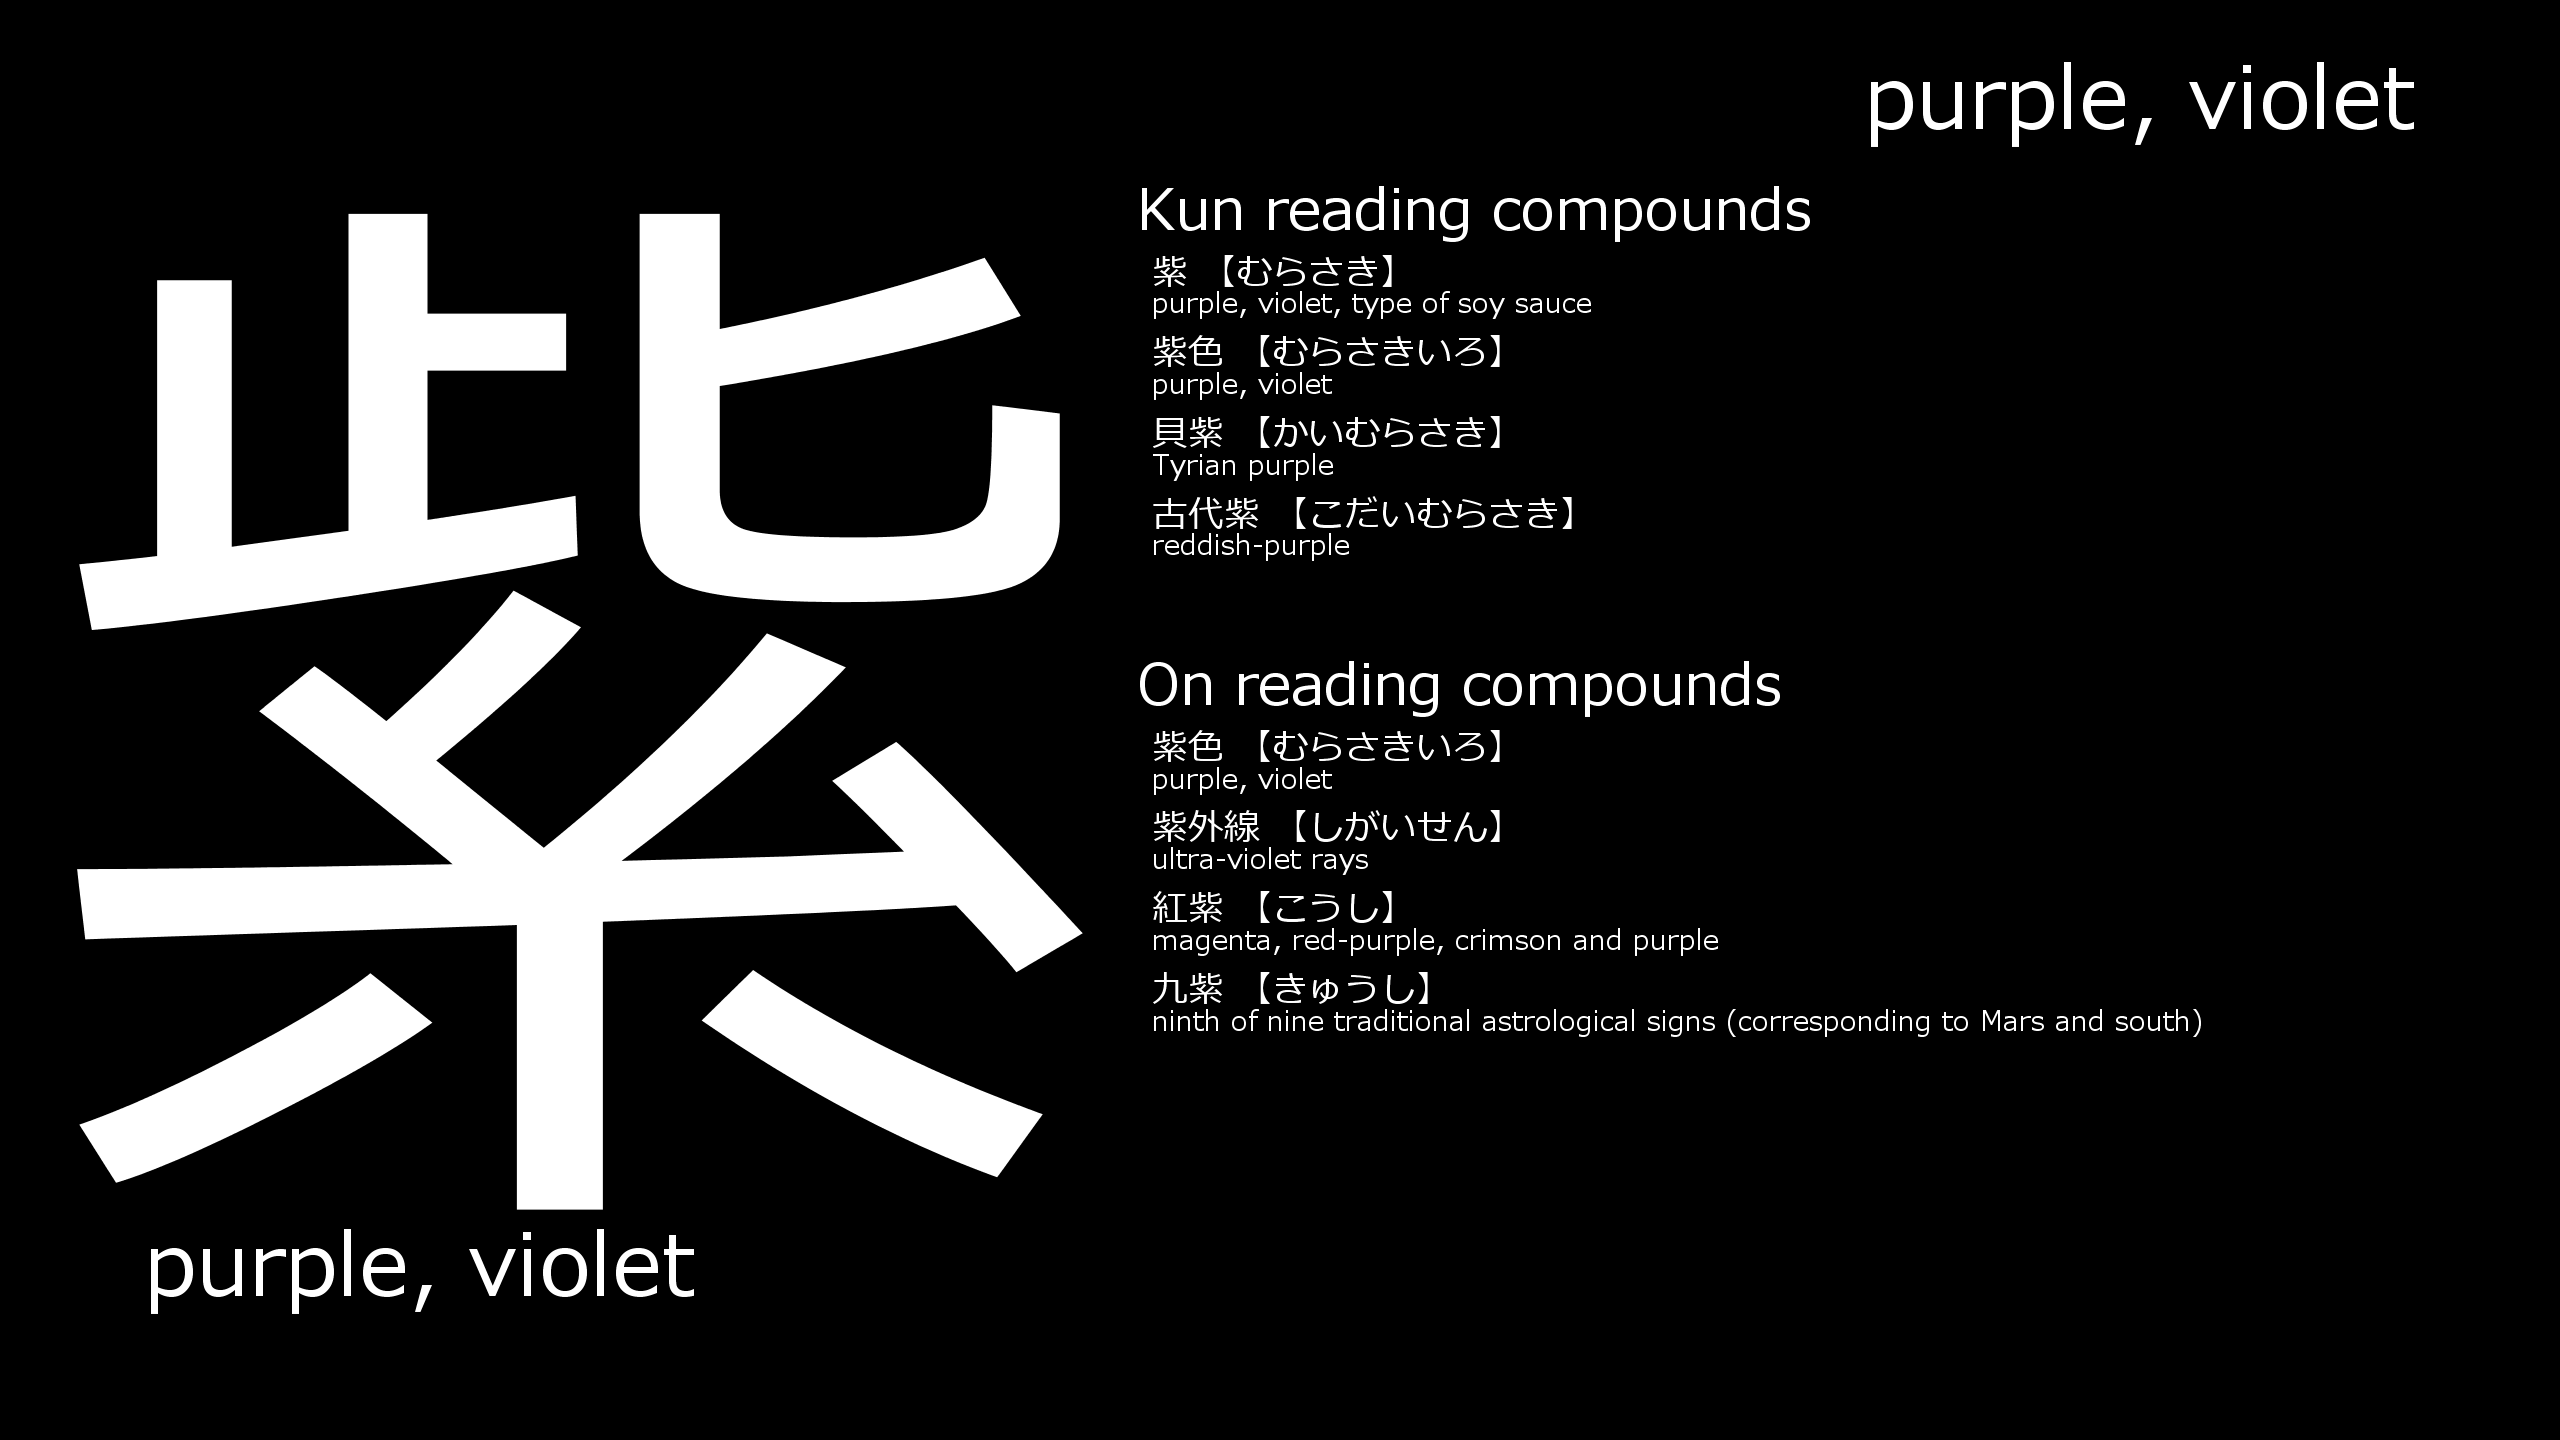 purple, violet
紫
purple, violet
Kun reading compounds
紫 【むらさき】
purple, violet, type of soy sauce
紫色 【むらさきいろ】
purple, violet
貝紫 【かいむらさき】
Tyrian purple
古代紫 【こだいむらさき】
reddish-purple
On reading compounds
紫色 【むらさきいろ】
purple, violet
紫外線 【しがいせん】
ultra-violet rays
紅紫 【こうし】
magenta, red-purple, crimson and purple
九紫 【きゅうし】
ninth of nine traditional astrological signs (corresponding to Mars and south)